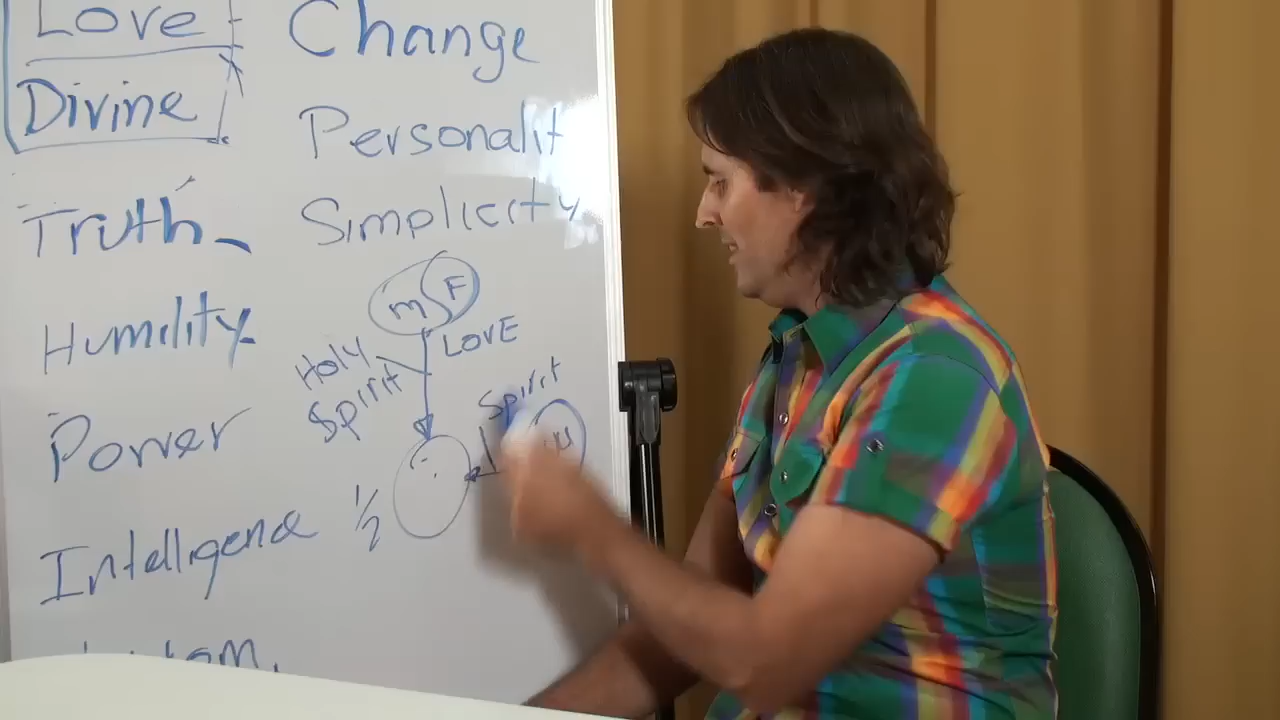 Love
Divine
Truth
Humility
Power
Intelligence
Change
Personalit
Simplicity
m F
LOVE
Holy
Spirit
Spirit
1/2